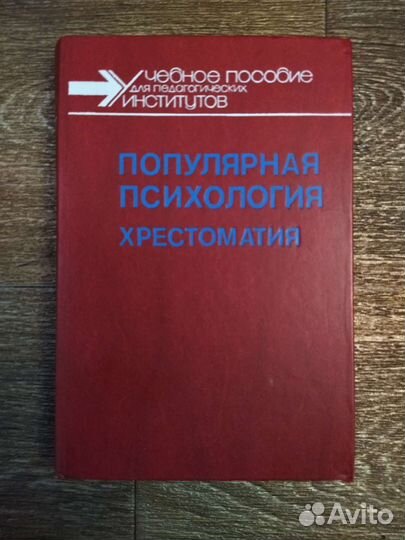 Учебное пособие
для педагогических
институтов
ПОПУЛЯРНАЯ
ПСИХОЛОГИЯ
ХРЕСТОМАТИЯ
Avito